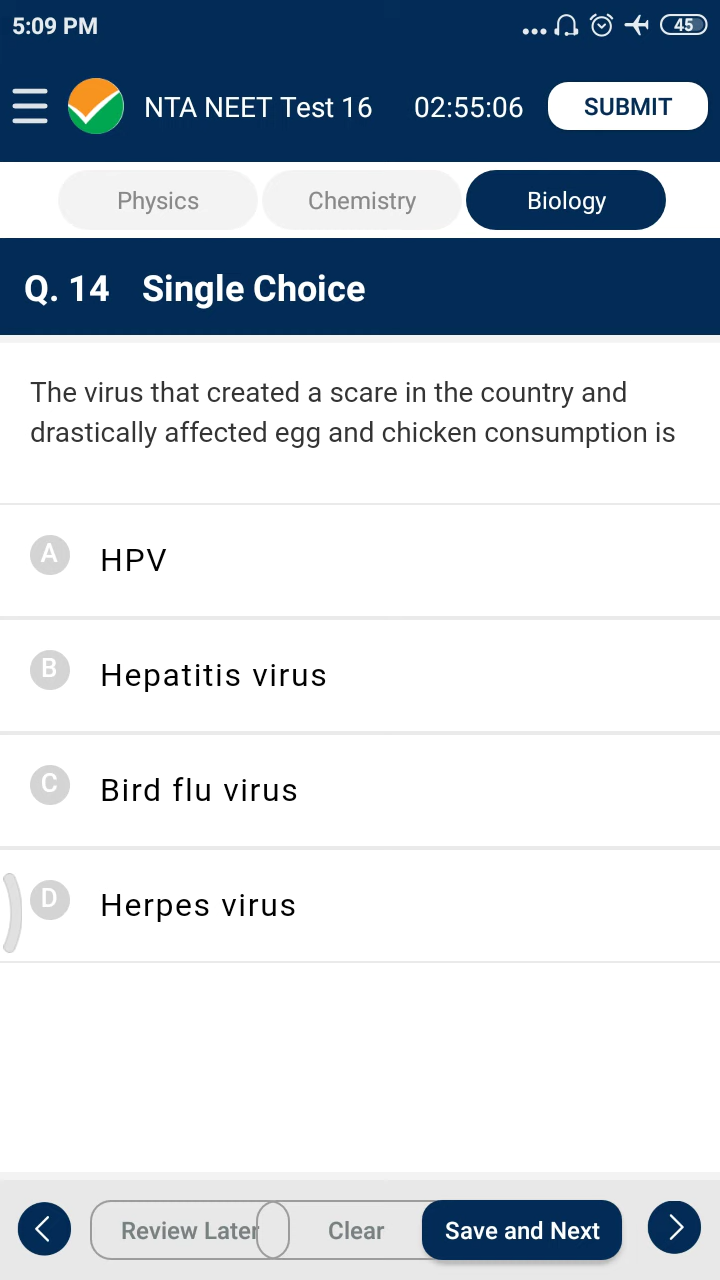 5:09 PM
45
NTA NEET Test 16 02:55:06 SUBMIT
Physics Chemistry Biology
Q. 14 Single Choice
The virus that created a scare in the country and
drastically affected egg and chicken consumption is
A HPV
B Hepatitis virus
C Bird flu virus
D Herpes virus
Review Later Clear Save and Next